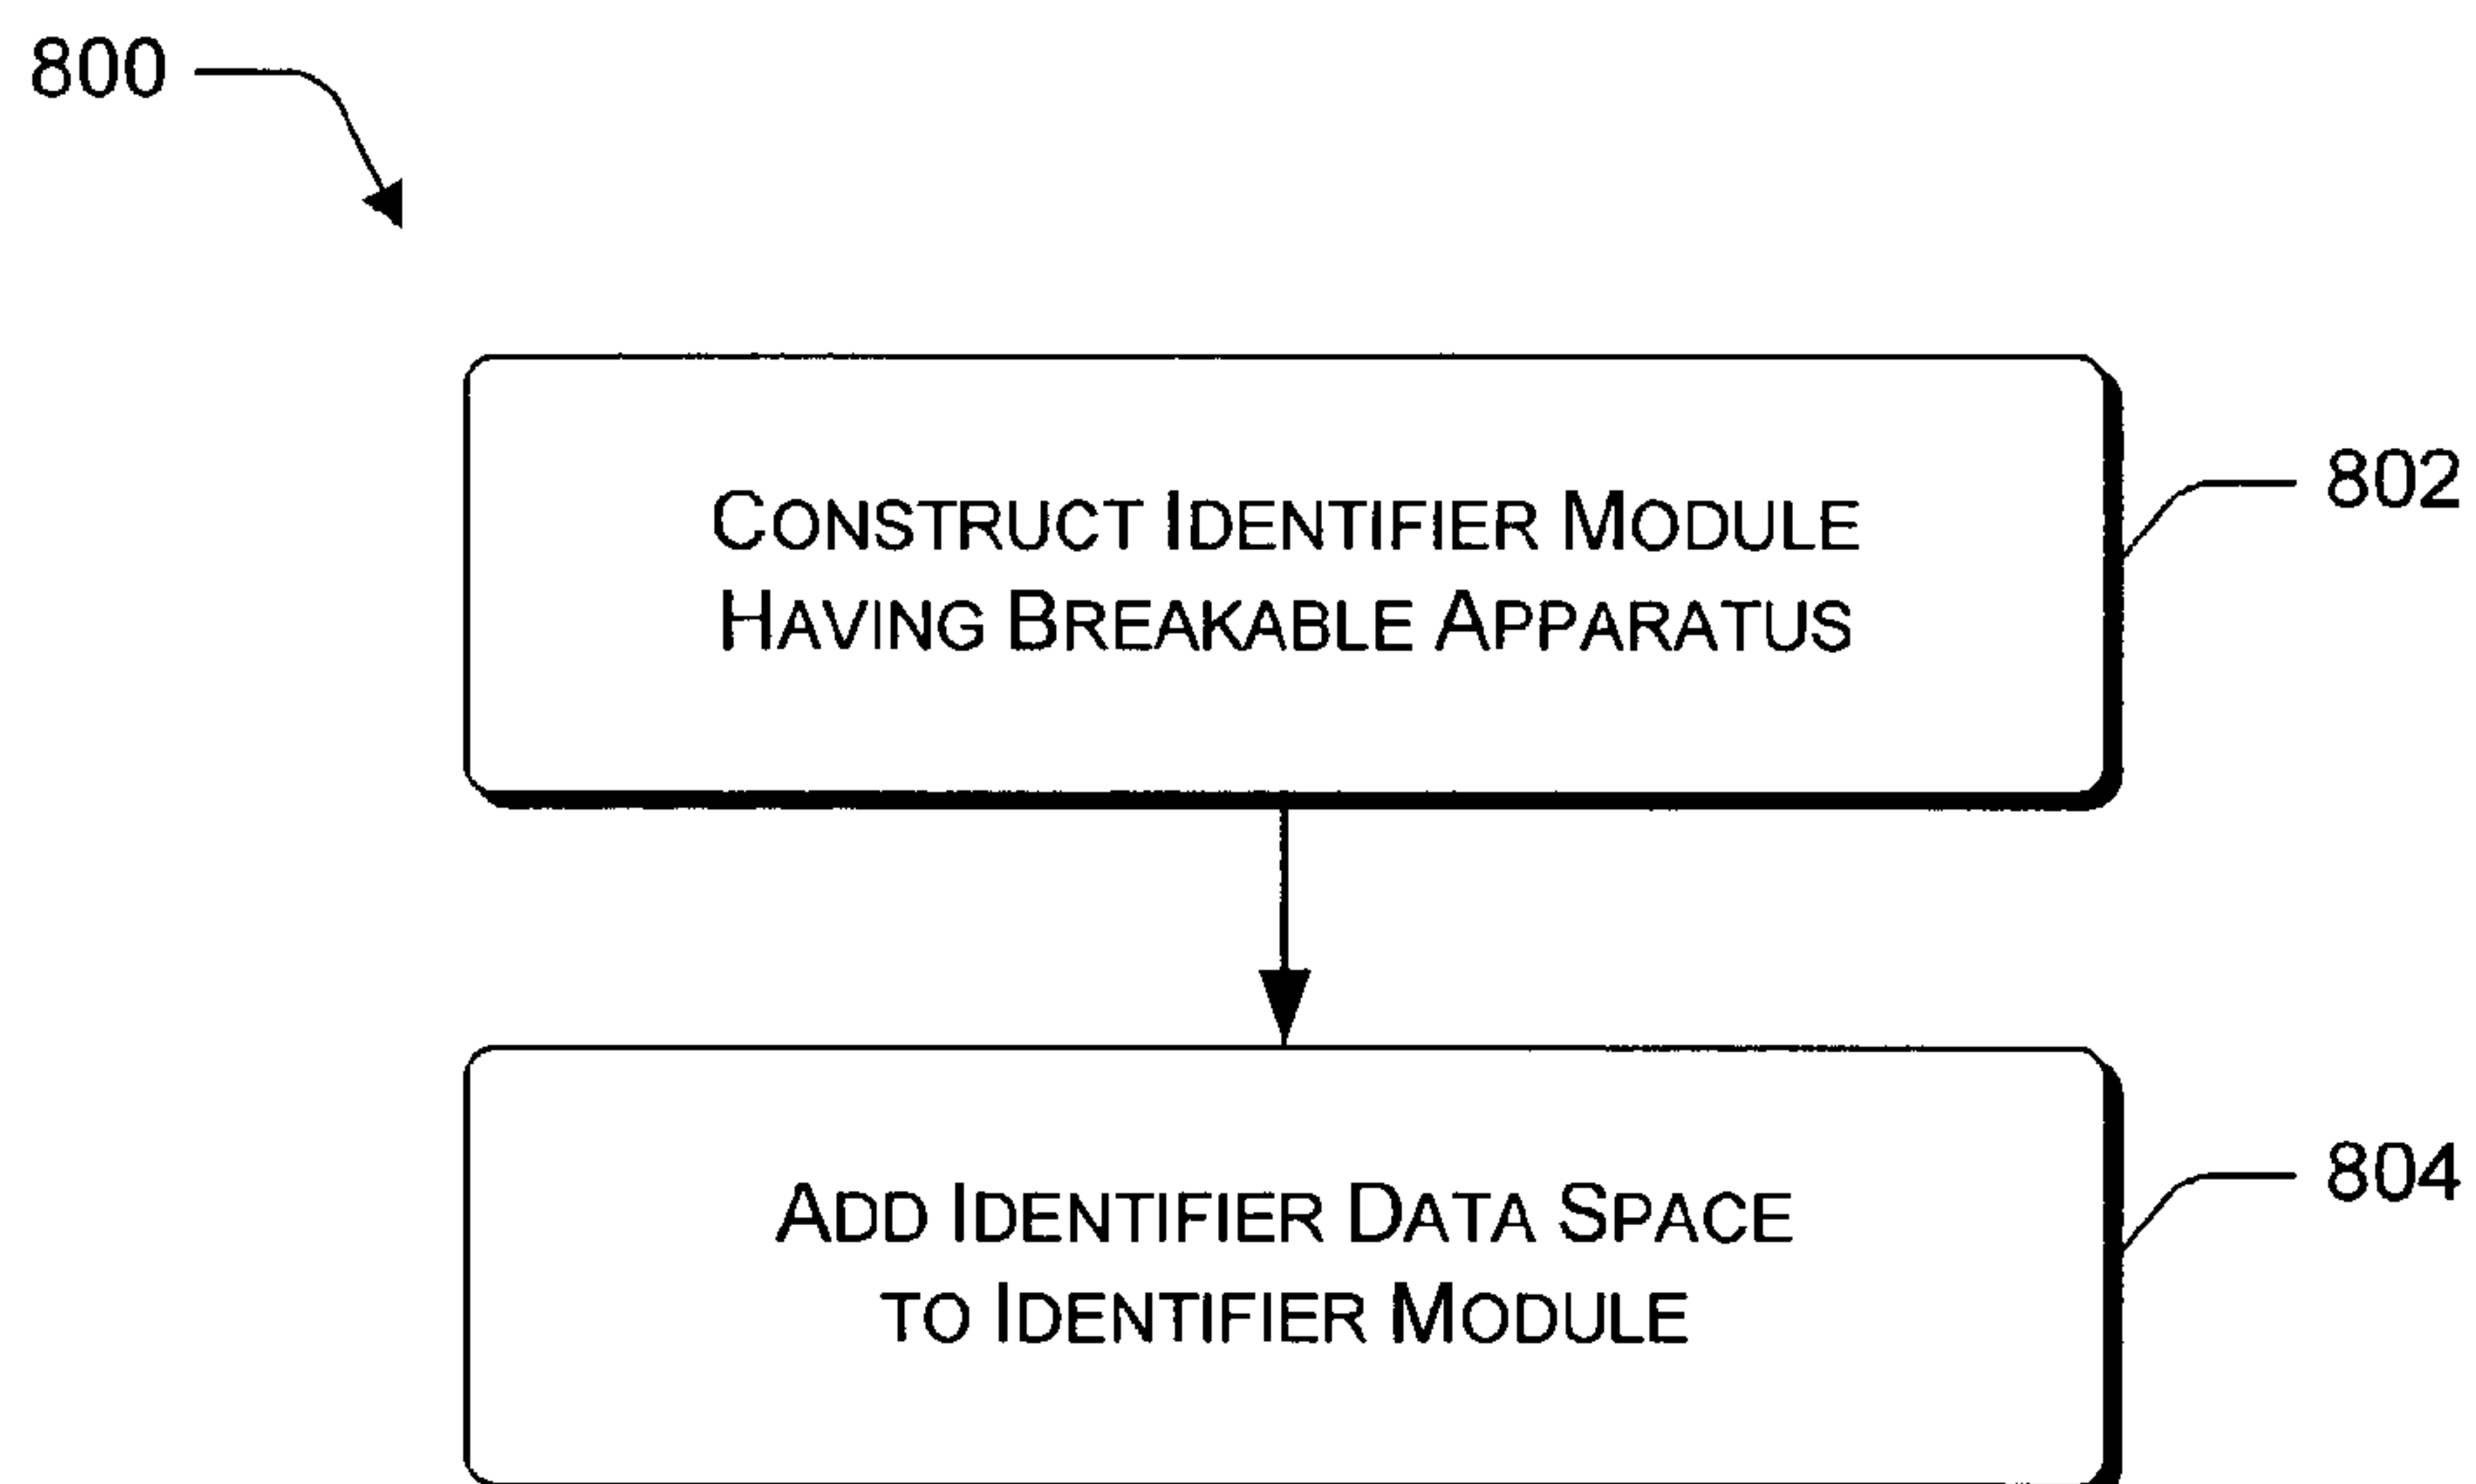 800
CONSTRUCT IDENTIFIER MODULE
HAVING BREAKABLE APPARATUS
802
ADD IDENTIFIER DATA SPACE
TO IDENTIFIER MODULE
804